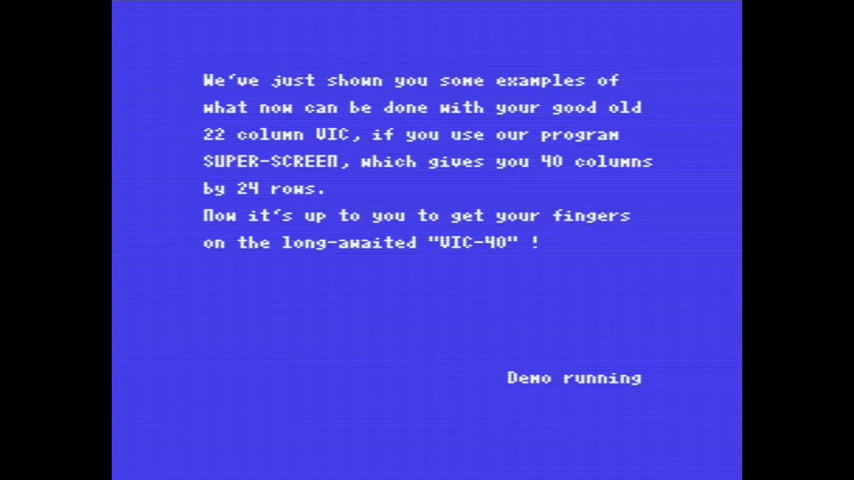 We've just shown you some examples of
what now can be done with your good old
22 column VIC, if you use our program
SUPER-SCREEN, which gives you 40 columns
by 24 rows.
Now it's up to you to get your fingers
on the long-awaited "VIC-40" !
Demo running